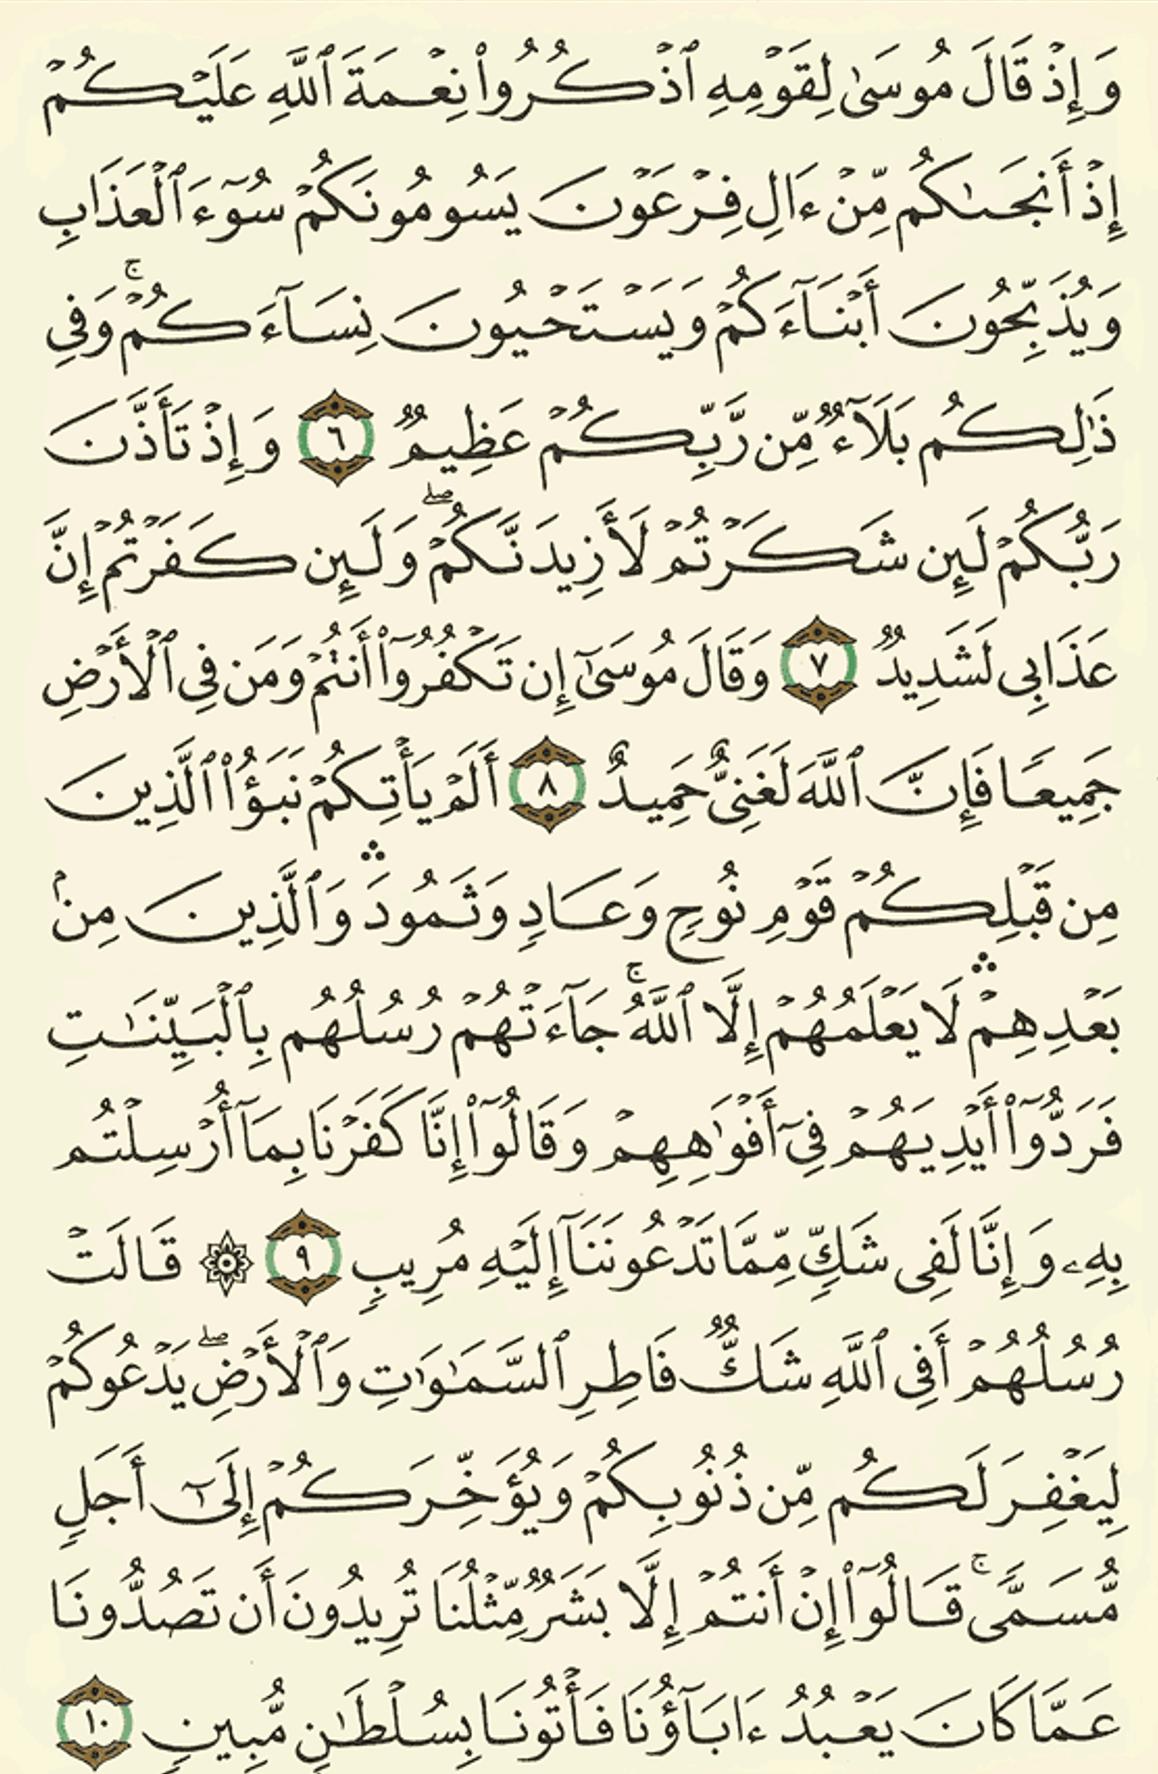 وَإِذْ قَالَ مُوسَىٰ لِقَوْمِهِ ٱذْكُرُوا۟ نِعْمَةَ ٱللَّهِ عَلَيْكُمْ
إِذْ أَنجَىٰكُم مِّنْ ءَالِ فِرْعَوْنَ يَسُومُونَكُمْ سُوٓءَ ٱلْعَذَابِ
وَيُذَبِّحُونَ أَبْنَآءَكُمْ وَيَسْتَحْيُونَ نِسَآءَكُمْ ۚ وَفِى
ذَٰلِكُم بَلَآءٌ مِّن رَّبِّكُمْ عَظِيمٌ ٦ وَإِذْ تَأَذَّنَ
رَبُّكُمْ لَئِن شَكَرْتُمْ لَأَزِيدَنَّكُمْ ۖ وَلَئِن كَفَرْتُمْ إِنَّ
عَذَابِى لَشَدِيدٌ ٧ وَقَالَ مُوسَىٰٓ إِن تَكْفُرُوٓا۟ أَنتُمْ وَمَن فِى ٱلْأَرْضِ
جَمِيعًا فَإِنَّ ٱللَّهَ لَغَنِىٌّ حَمِيدٌ ٨ أَلَمْ يَأْتِكُمْ نَبَؤُا۟ ٱلَّذِينَ
مِن قَبْلِكُمْ قَوْمِ نُوحٍ وَعَادٍ وَثَمُودَ ۛ وَٱلَّذِينَ مِنۢ
بَعْدِهِمْ ۛ لَا يَعْلَمُهُمْ إِلَّا ٱللَّهُ ۚ جَآءَتْهُمْ رُسُلُهُم بِٱلْبَيِّنَٰتِ
فَرَدُّوٓا۟ أَيْدِيَهُمْ فِىٓ أَفْوَٰهِهِمْ وَقَالُوٓا۟ إِنَّا كَفَرْنَا بِمَآ أُرْسِلْتُم
بِهِۦ وَإِنَّا لَفِى شَكٍّ مِّمَّا تَدْعُونَنَآ إِلَيْهِ مُرِيبٍ ٩ ۞ قَالَتْ
رُسُلُهُمْ أَفِى ٱللَّهِ شَكٌّ فَاطِرِ ٱلسَّمَٰوَٰتِ وَٱلْأَرْضِ ۖ يَدْعُوكُمْ
لِيَغْفِرَ لَكُم مِّن ذُنُوبِكُمْ وَيُؤَخِّرَكُمْ إِلَىٰٓ أَجَلٍ
مُّسَمًّى ۚ قَالُوٓا۟ إِنْ أَنتُمْ إِلَّا بَشَرٌ مِّثْلُنَا تُرِيدُونَ أَن تَصُدُّونَا
عَمَّا كَانَ يَعْبُدُ ءَابَآؤُنَا فَأْتُونَا بِسُلْطَٰنٍ مُّبِينٍ ١٠